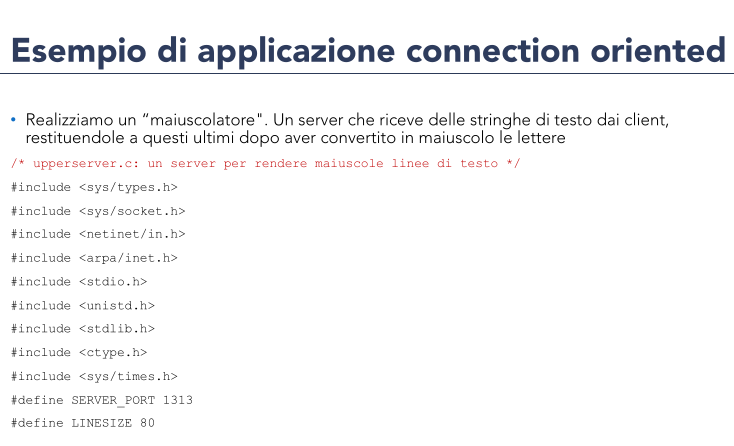 Esempio di applicazione connection oriented
• Realizziamo un “maiuscolatore". Un server che riceve delle stringhe di testo dai client,
restituendole a questi ultimi dopo aver convertito in maiuscolo le lettere
/* upperserver.c: un server per rendere maiuscole linee di testo */
#include <sys/types.h>
#include <sys/socket.h>
#include <netinet/in.h>
#include <arpa/inet.h>
#include <stdio.h>
#include <unistd.h>
#include <stdlib.h>
#include <ctype.h>
#include <sys/times.h>
#define SERVER_PORT 1313
#define LINESIZE 80